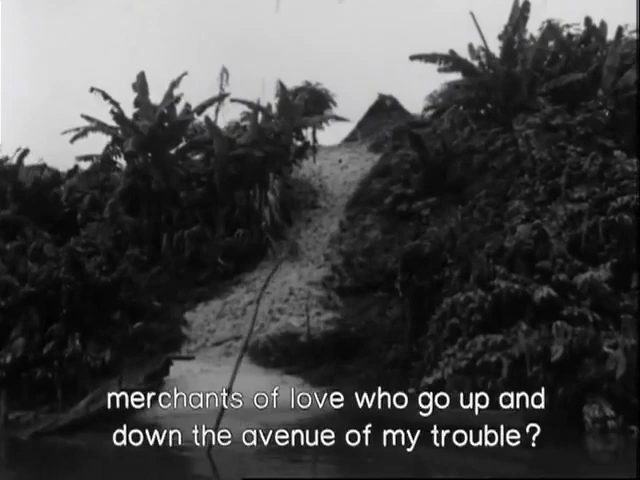 merchants of love who go up and
down the avenue of my trouble?